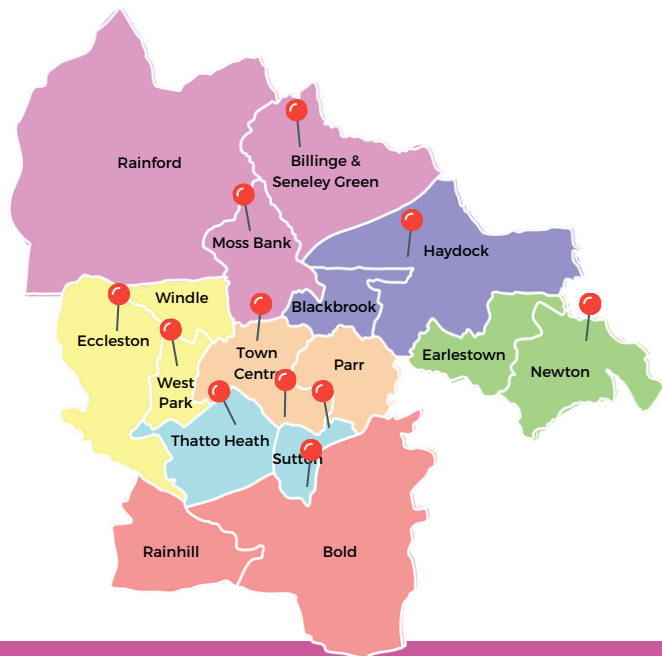 Rainford
Billinge &
Seneley Green
Moss Bank
Haydock
Windle
Blackbrook
Eccleston
Town
Centre
Parr
Earlestown
Newton
West
Park
Thatto Heath
Sutton
Rainhill
Bold